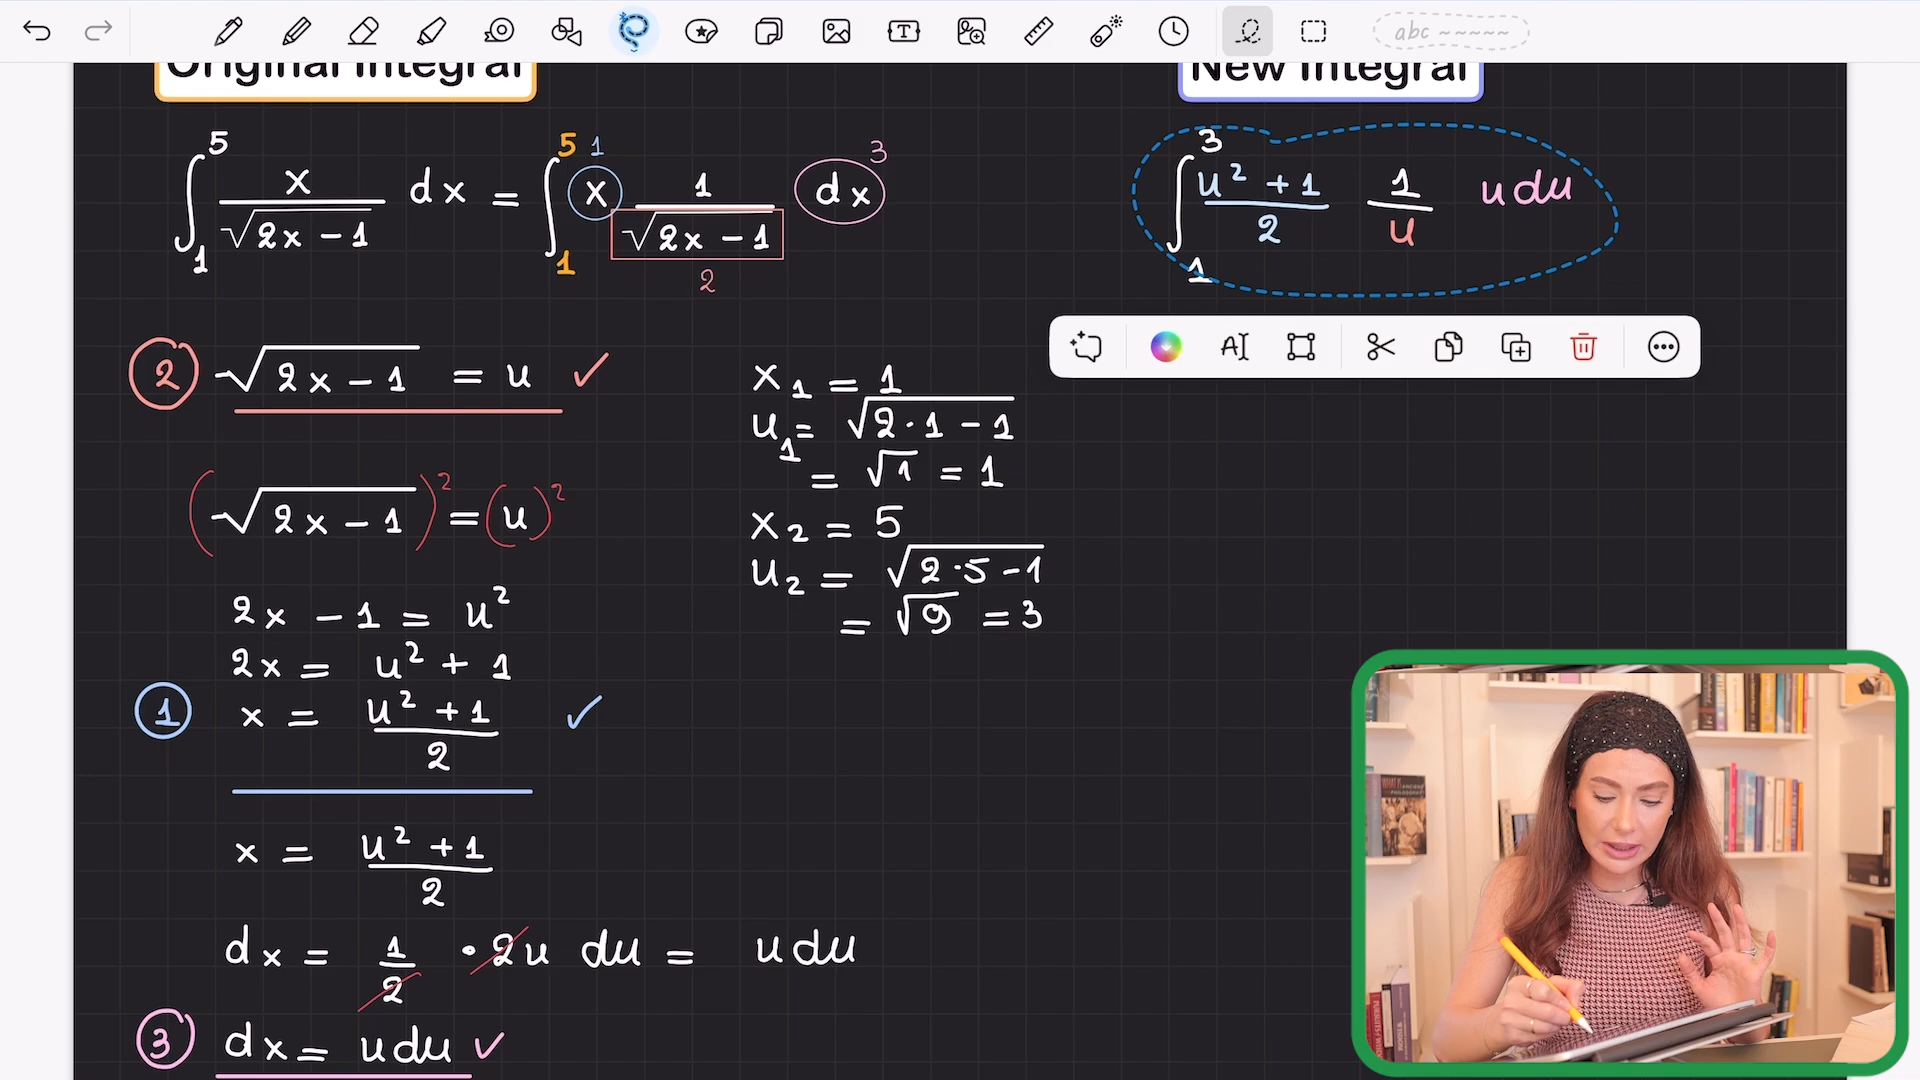 abc ~~~~~
Original Integral
New Integral
∫₁⁵ x / √(2x − 1) dx = ∫₁⁵ x 1 / √(2x − 1) dx
1
2
3
∫₁³ (u² + 1)/2 1/u u du
② √(2x − 1) = u ✓
(√(2x − 1))² = (u)²
2x − 1 = u²
2x = u² + 1
① x = (u² + 1)/2 ✓
x = (u² + 1)/2
dx = 1/2 · 2u du = u du
③ dx = u du ✓
x₁ = 1
u₁ = √(2·1 − 1)
= √1 = 1
x₂ = 5
u₂ = √(2·5 − 1)
= √9 = 3